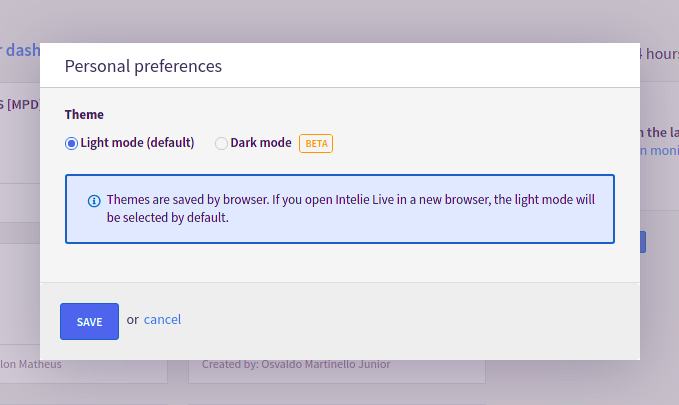 r dash
Personal preferences
4 hours
S [MPD
Theme
Light mode (default)
Dark mode
BETA
n the la
n moni
Themes are saved by browser. If you open Intelie Live in a new browser, the light mode will
be selected by default.
SAVE
or cancel
lon Matheus
Created by: Osvaldo Martinello Junior